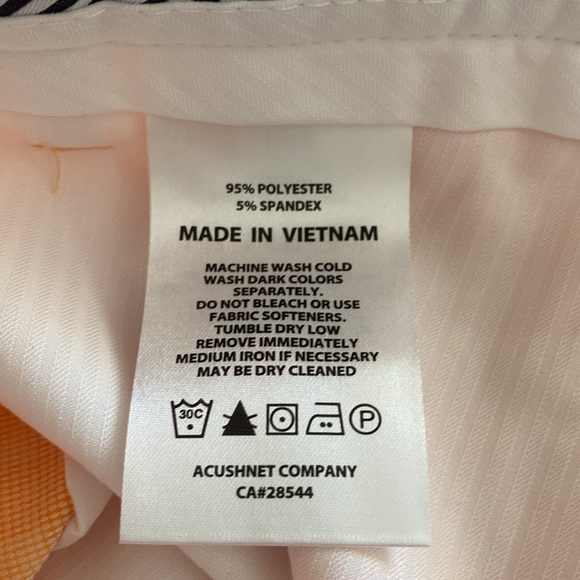 95% POLYESTER
5% SPANDEX
MADE IN VIETNAM
MACHINE WASH COLD
WASH DARK COLORS
SEPARATELY.
DO NOT BLEACH OR USE
FABRIC SOFTENERS.
TUMBLE DRY LOW
REMOVE IMMEDIATELY
MEDIUM IRON IF NECESSARY
MAY BE DRY CLEANED
30C P
ACUSHNET COMPANY
CA#28544